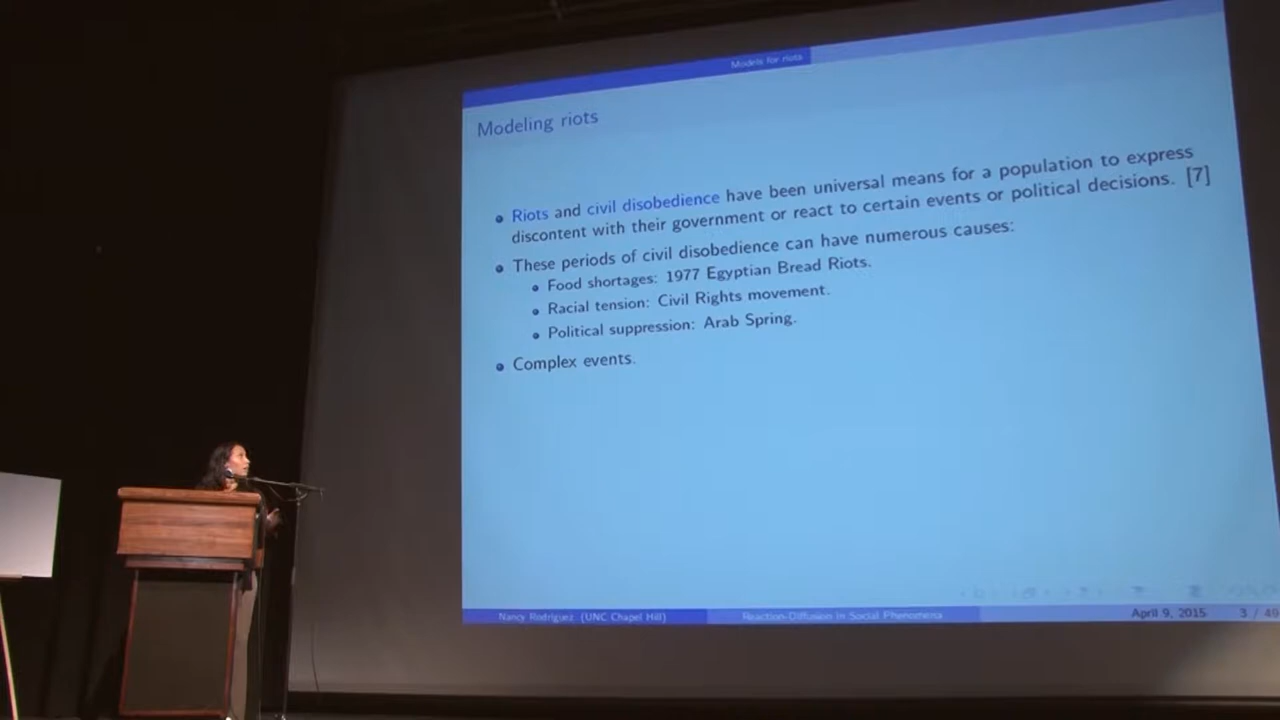 Models for riots
Modeling riots
Riots and civil disobedience have been universal means for a population to express
discontent with their government or react to certain events or political decisions. [7]
These periods of civil disobedience can have numerous causes:
Food shortages: 1977 Egyptian Bread Riots.
Racial tension: Civil Rights movement.
Political suppression: Arab Spring.
Complex events.
Nancy Rodriguez (UNC Chapel Hill) Reaction-Diffusion in Social Phenomena April 9, 2015 3 / 49